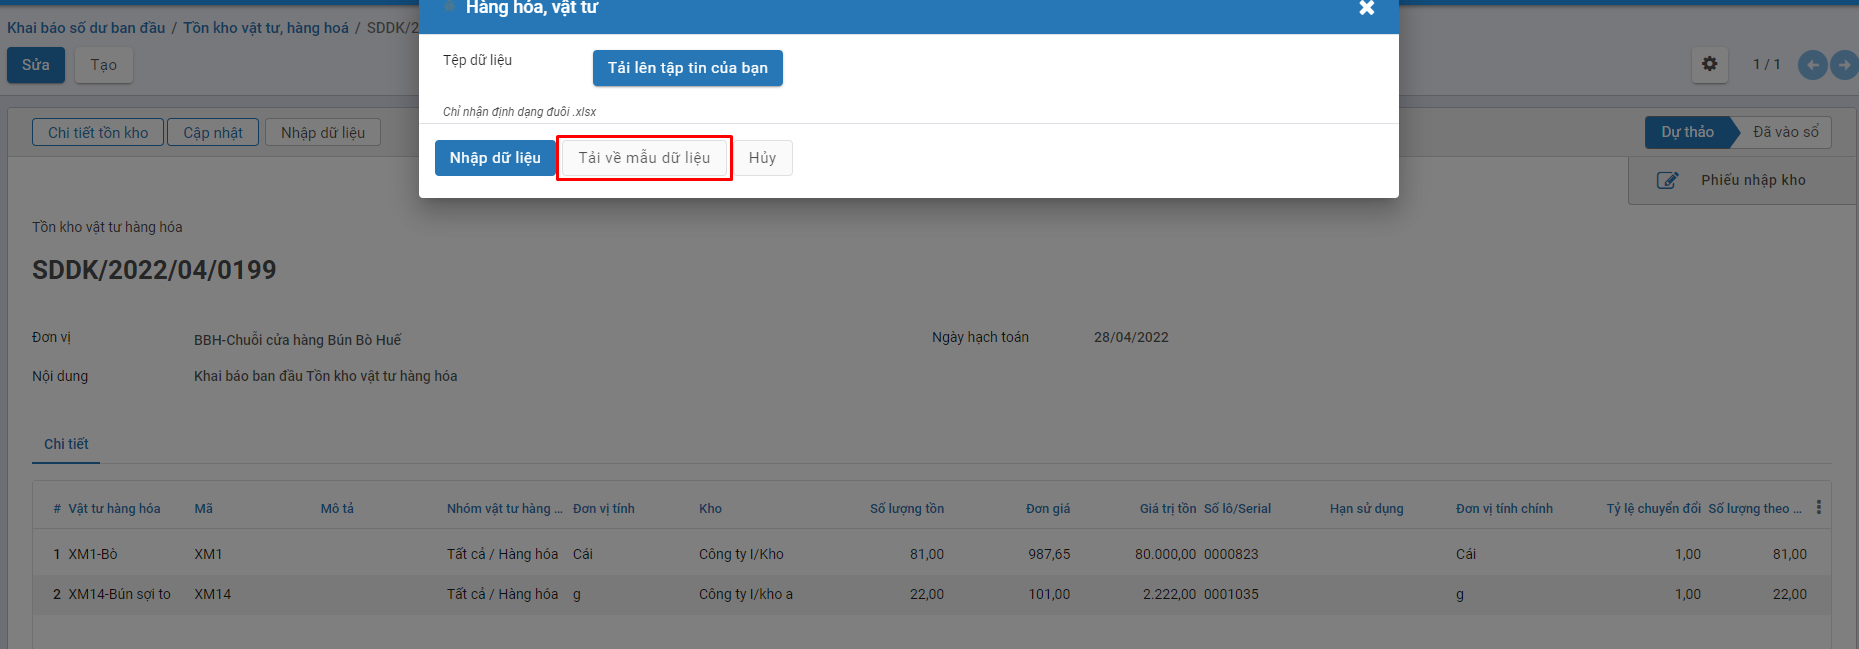 Hàng hóa, vật tư
Khai báo số dư ban đầu / Tồn kho vật tư, hàng hoá / SDDK/2
Sửa Tạo
1 / 1
Tệp dữ liệu Tải lên tập tin của bạn
Chỉ nhận định dạng đuôi .xlsx
Nhập dữ liệu Tải về mẫu dữ liệu Hủy
Chi tiết tồn kho Cập nhật Nhập dữ liệu
Dự thảo Đã vào sổ
Phiếu nhập kho
Tồn kho vật tư hàng hóa
SDDK/2022/04/0199
Đơn vị BBH-Chuỗi cửa hàng Bún Bò Huế Ngày hạch toán 28/04/2022
Nội dung Khai báo ban đầu Tồn kho vật tư hàng hóa
Chi tiết
# Vật tư hàng hóa Mã Mô tả Nhóm vật tư hàng ... Đơn vị tính Kho Số lượng tồn Đơn giá Giá trị tồn Số lô/Serial Hạn sử dụng Đơn vị tính chính Tỷ lệ chuyển đổi Số lượng theo ...
1 XM1-Bò XM1 Tất cả / Hàng hóa Cái Công ty I/Kho 81,00 987,65 80.000,00 0000823 Cái 1,00 81,00
2 XM14-Bún sợi to XM14 Tất cả / Hàng hóa g Công ty I/kho a 22,00 101,00 2.222,00 0001035 g 1,00 22,00